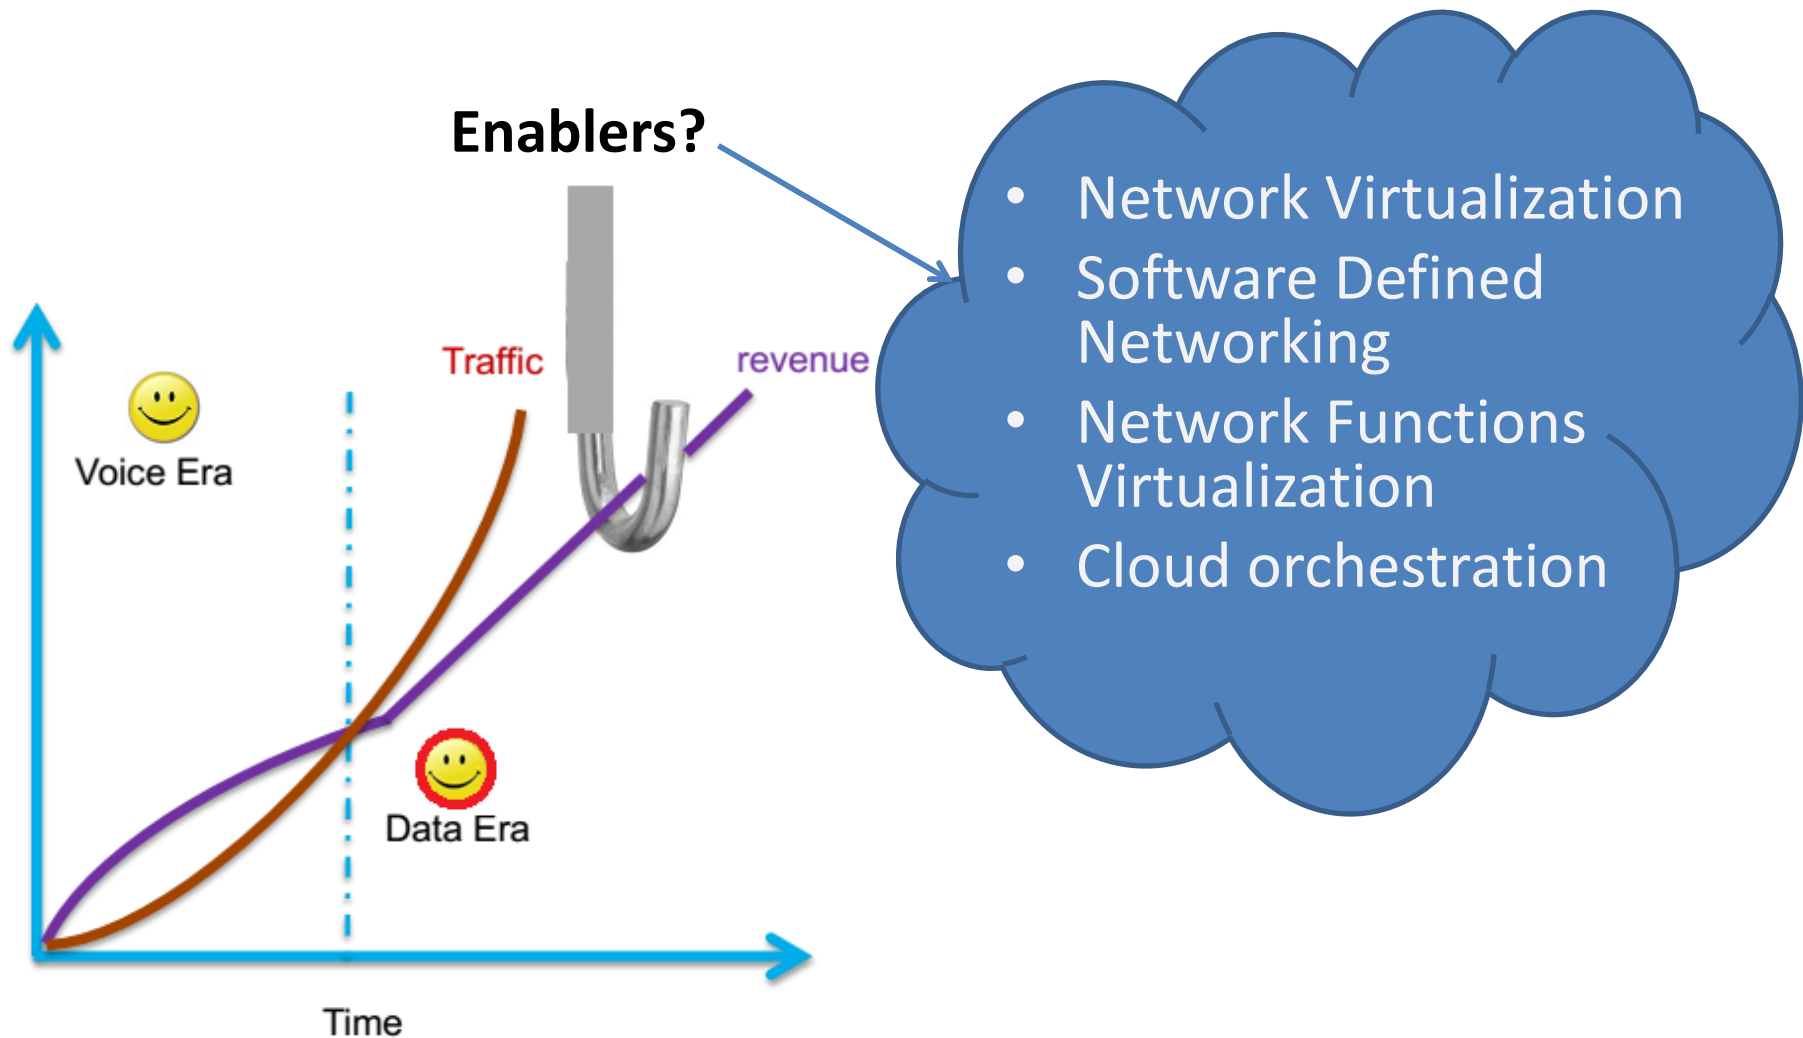 Enablers?
• Network Virtualization
• Software Defined
Networking
• Network Functions
Virtualization
• Cloud orchestration
Traffic
revenue
Voice Era
Data Era
Time